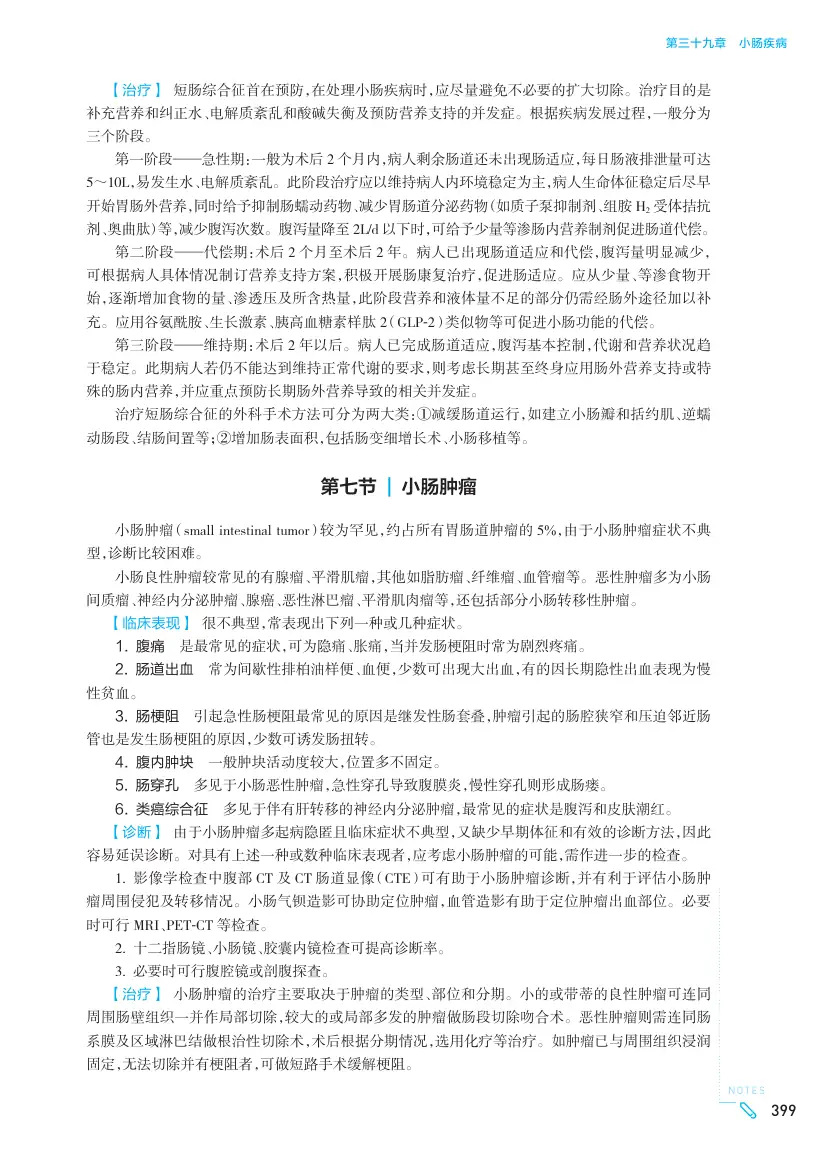 第三十九章 小肠疾病
【治疗】 短肠综合征首在预防,在处理小肠疾病时,应尽量避免不必要的扩大切除。治疗目的是
补充营养和纠正水、电解质紊乱和酸碱失衡及预防营养支持的并发症。根据疾病发展过程,一般分为
三个阶段。
第一阶段——急性期:一般为术后 2 个月内,病人剩余肠道还未出现肠适应,每日肠液排泄量可达
5~10L,易发生水、电解质紊乱。此阶段治疗应以维持病人内环境稳定为主,病人生命体征稳定后尽早
开始胃肠外营养,同时给予抑制肠蠕动药物、减少胃肠道分泌药物(如质子泵抑制剂、组胺 H₂ 受体拮抗
剂、奥曲肽)等,减少腹泻次数。腹泻量降至 2L/d 以下时,可给予少量等渗肠内营养制剂促进肠道代偿。
第二阶段——代偿期:术后 2 个月至术后 2 年。病人已出现肠道适应和代偿,腹泻量明显减少,
可根据病人具体情况制订营养支持方案,积极开展肠康复治疗,促进肠适应。应从少量、等渗食物开
始,逐渐增加食物的量、渗透压及所含热量,此阶段营养和液体量不足的部分仍需经肠外途径加以补
充。应用谷氨酰胺、生长激素、胰高血糖素样肽 2(GLP-2)类似物等可促进小肠功能的代偿。
第三阶段——维持期:术后 2 年以后。病人已完成肠道适应,腹泻基本控制,代谢和营养状况趋
于稳定。此期病人若仍不能达到维持正常代谢的要求,则考虑长期甚至终身应用肠外营养支持或特
殊的肠内营养,并应重点预防长期肠外营养导致的相关并发症。
治疗短肠综合征的外科手术方法可分为两大类:①减缓肠道运行,如建立小肠瓣和括约肌、逆蠕
动肠段、结肠间置等;②增加肠表面积,包括肠变细增长术、小肠移植等。
第七节 | 小肠肿瘤
小肠肿瘤(small intestinal tumor)较为罕见,约占所有胃肠道肿瘤的 5%,由于小肠肿瘤症状不典
型,诊断比较困难。
小肠良性肿瘤较常见的有腺瘤、平滑肌瘤,其他如脂肪瘤、纤维瘤、血管瘤等。恶性肿瘤多为小肠
间质瘤、神经内分泌肿瘤、腺癌、恶性淋巴瘤、平滑肌肉瘤等,还包括部分小肠转移性肿瘤。
【临床表现】 很不典型,常表现出下列一种或几种症状。
1. 腹痛 是最常见的症状,可为隐痛、胀痛,当并发肠梗阻时常为剧烈疼痛。
2. 肠道出血 常为间歇性排柏油样便、血便,少数可出现大出血,有的因长期隐性出血表现为慢
性贫血。
3. 肠梗阻 引起急性肠梗阻最常见的原因是继发性肠套叠,肿瘤引起的肠腔狭窄和压迫邻近肠
管也是发生肠梗阻的原因,少数可诱发肠扭转。
4. 腹内肿块 一般肿块活动度较大,位置多不固定。
5. 肠穿孔 多见于小肠恶性肿瘤,急性穿孔导致腹膜炎,慢性穿孔则形成肠瘘。
6. 类癌综合征 多见于伴有肝转移的神经内分泌肿瘤,最常见的症状是腹泻和皮肤潮红。
【诊断】 由于小肠肿瘤多起病隐匿且临床症状不典型,又缺少早期体征和有效的诊断方法,因此
容易延误诊断。对具有上述一种或数种临床表现者,应考虑小肠肿瘤的可能,需作进一步的检查。
1. 影像学检查中腹部 CT 及 CT 肠道显像(CTE)可有助于小肠肿瘤诊断,并有利于评估小肠肿
瘤周围侵犯及转移情况。小肠气钡造影可协助定位肿瘤,血管造影有助于定位肿瘤出血部位。必要
时可行 MRI、PET-CT 等检查。
2. 十二指肠镜、小肠镜、胶囊内镜检查可提高诊断率。
3. 必要时可行腹腔镜或剖腹探查。
【治疗】 小肠肿瘤的治疗主要取决于肿瘤的类型、部位和分期。小的或带蒂的良性肿瘤可连同
周围肠壁组织一并作局部切除,较大的或局部多发的肿瘤做肠段切除吻合术。恶性肿瘤则需连同肠
系膜及区域淋巴结做根治性切除术,术后根据分期情况,选用化疗等治疗。如肿瘤已与周围组织浸润
固定,无法切除并有梗阻者,可做短路手术缓解梗阻。
NOTES
399